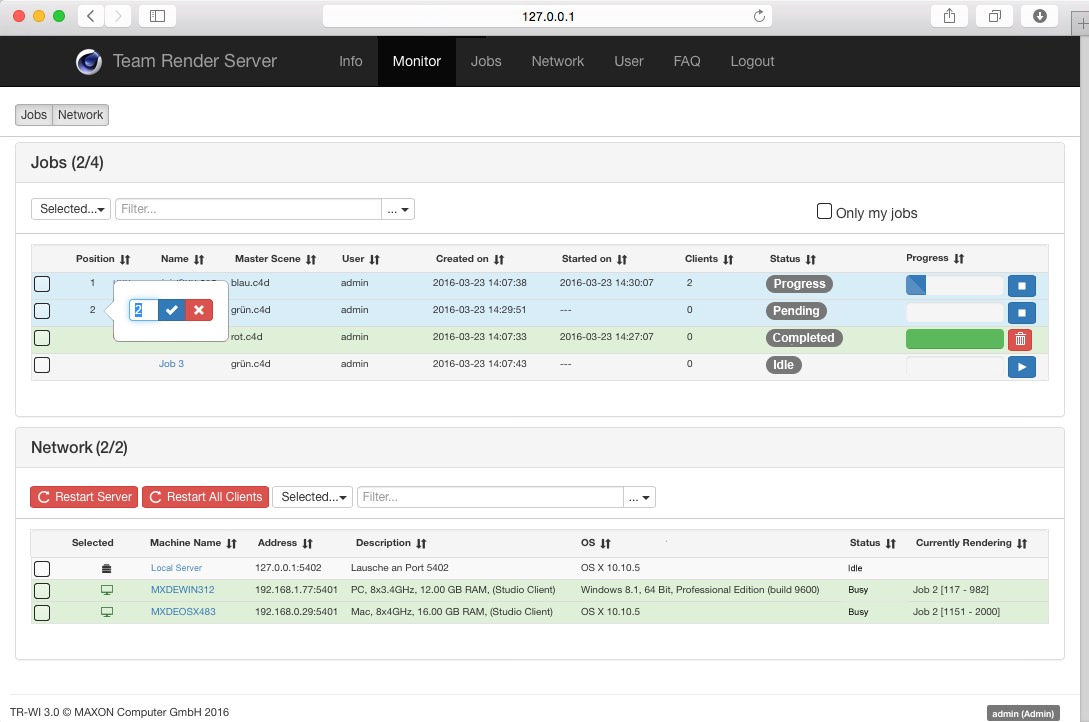 127.0.0.1
Team Render Server Info Monitor Jobs Network User FAQ Logout
Jobs Network
Jobs (2/4)
Selected... Filter... ... Only my jobs
Position Name Master Scene User Created on Started on Clients Status Progress
1 blau.c4d admin 2016-03-23 14:07:38 2016-03-23 14:30:07 2 Progress
2 2 grün.c4d admin 2016-03-23 14:29:51 --- 0 Pending
rot.c4d admin 2016-03-23 14:07:33 2016-03-23 14:27:07 0 Completed
Job 3 grün.c4d admin 2016-03-23 14:07:43 --- 0 Idle
Network (2/2)
Restart Server Restart All Clients Selected... Filter... ...
Selected Machine Name Address Description OS Status Currently Rendering
Local Server 127.0.0.1:5402 Lausche an Port 5402 OS X 10.10.5 Idle
MXDEWIN312 192.168.1.77:5401 PC, 8x3.4GHz, 12.00 GB RAM, (Studio Client) Windows 8.1, 64 Bit, Professional Edition (build 9600) Busy Job 2 [117 - 982]
MXDEOSX483 192.168.0.29:5401 Mac, 8x4GHz, 16.00 GB RAM, (Studio Client) OS X 10.10.5 Busy Job 2 [1151 - 2000]
TR-WI 3.0 © MAXON Computer GmbH 2016 admin (Admin)